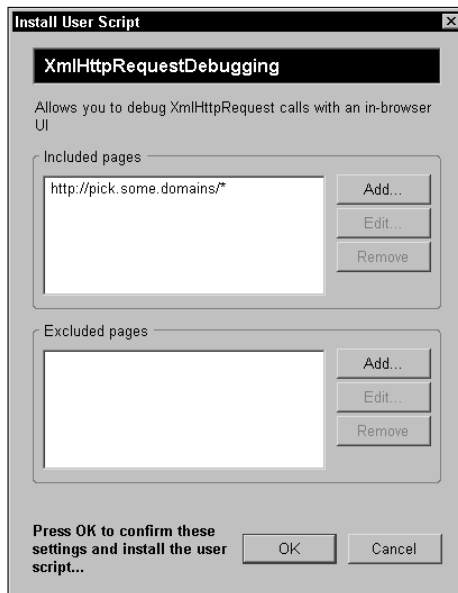 Install User Script
XmlHttpRequestDebugging
Allows you to debug XmlHttpRequest calls with an in-browser
UI
Included pages
http://pick.some.domains/*
Add...
Edit...
Remove
Excluded pages
Add...
Edit...
Remove
Press OK to confirm these
settings and install the user
script...
OK
Cancel